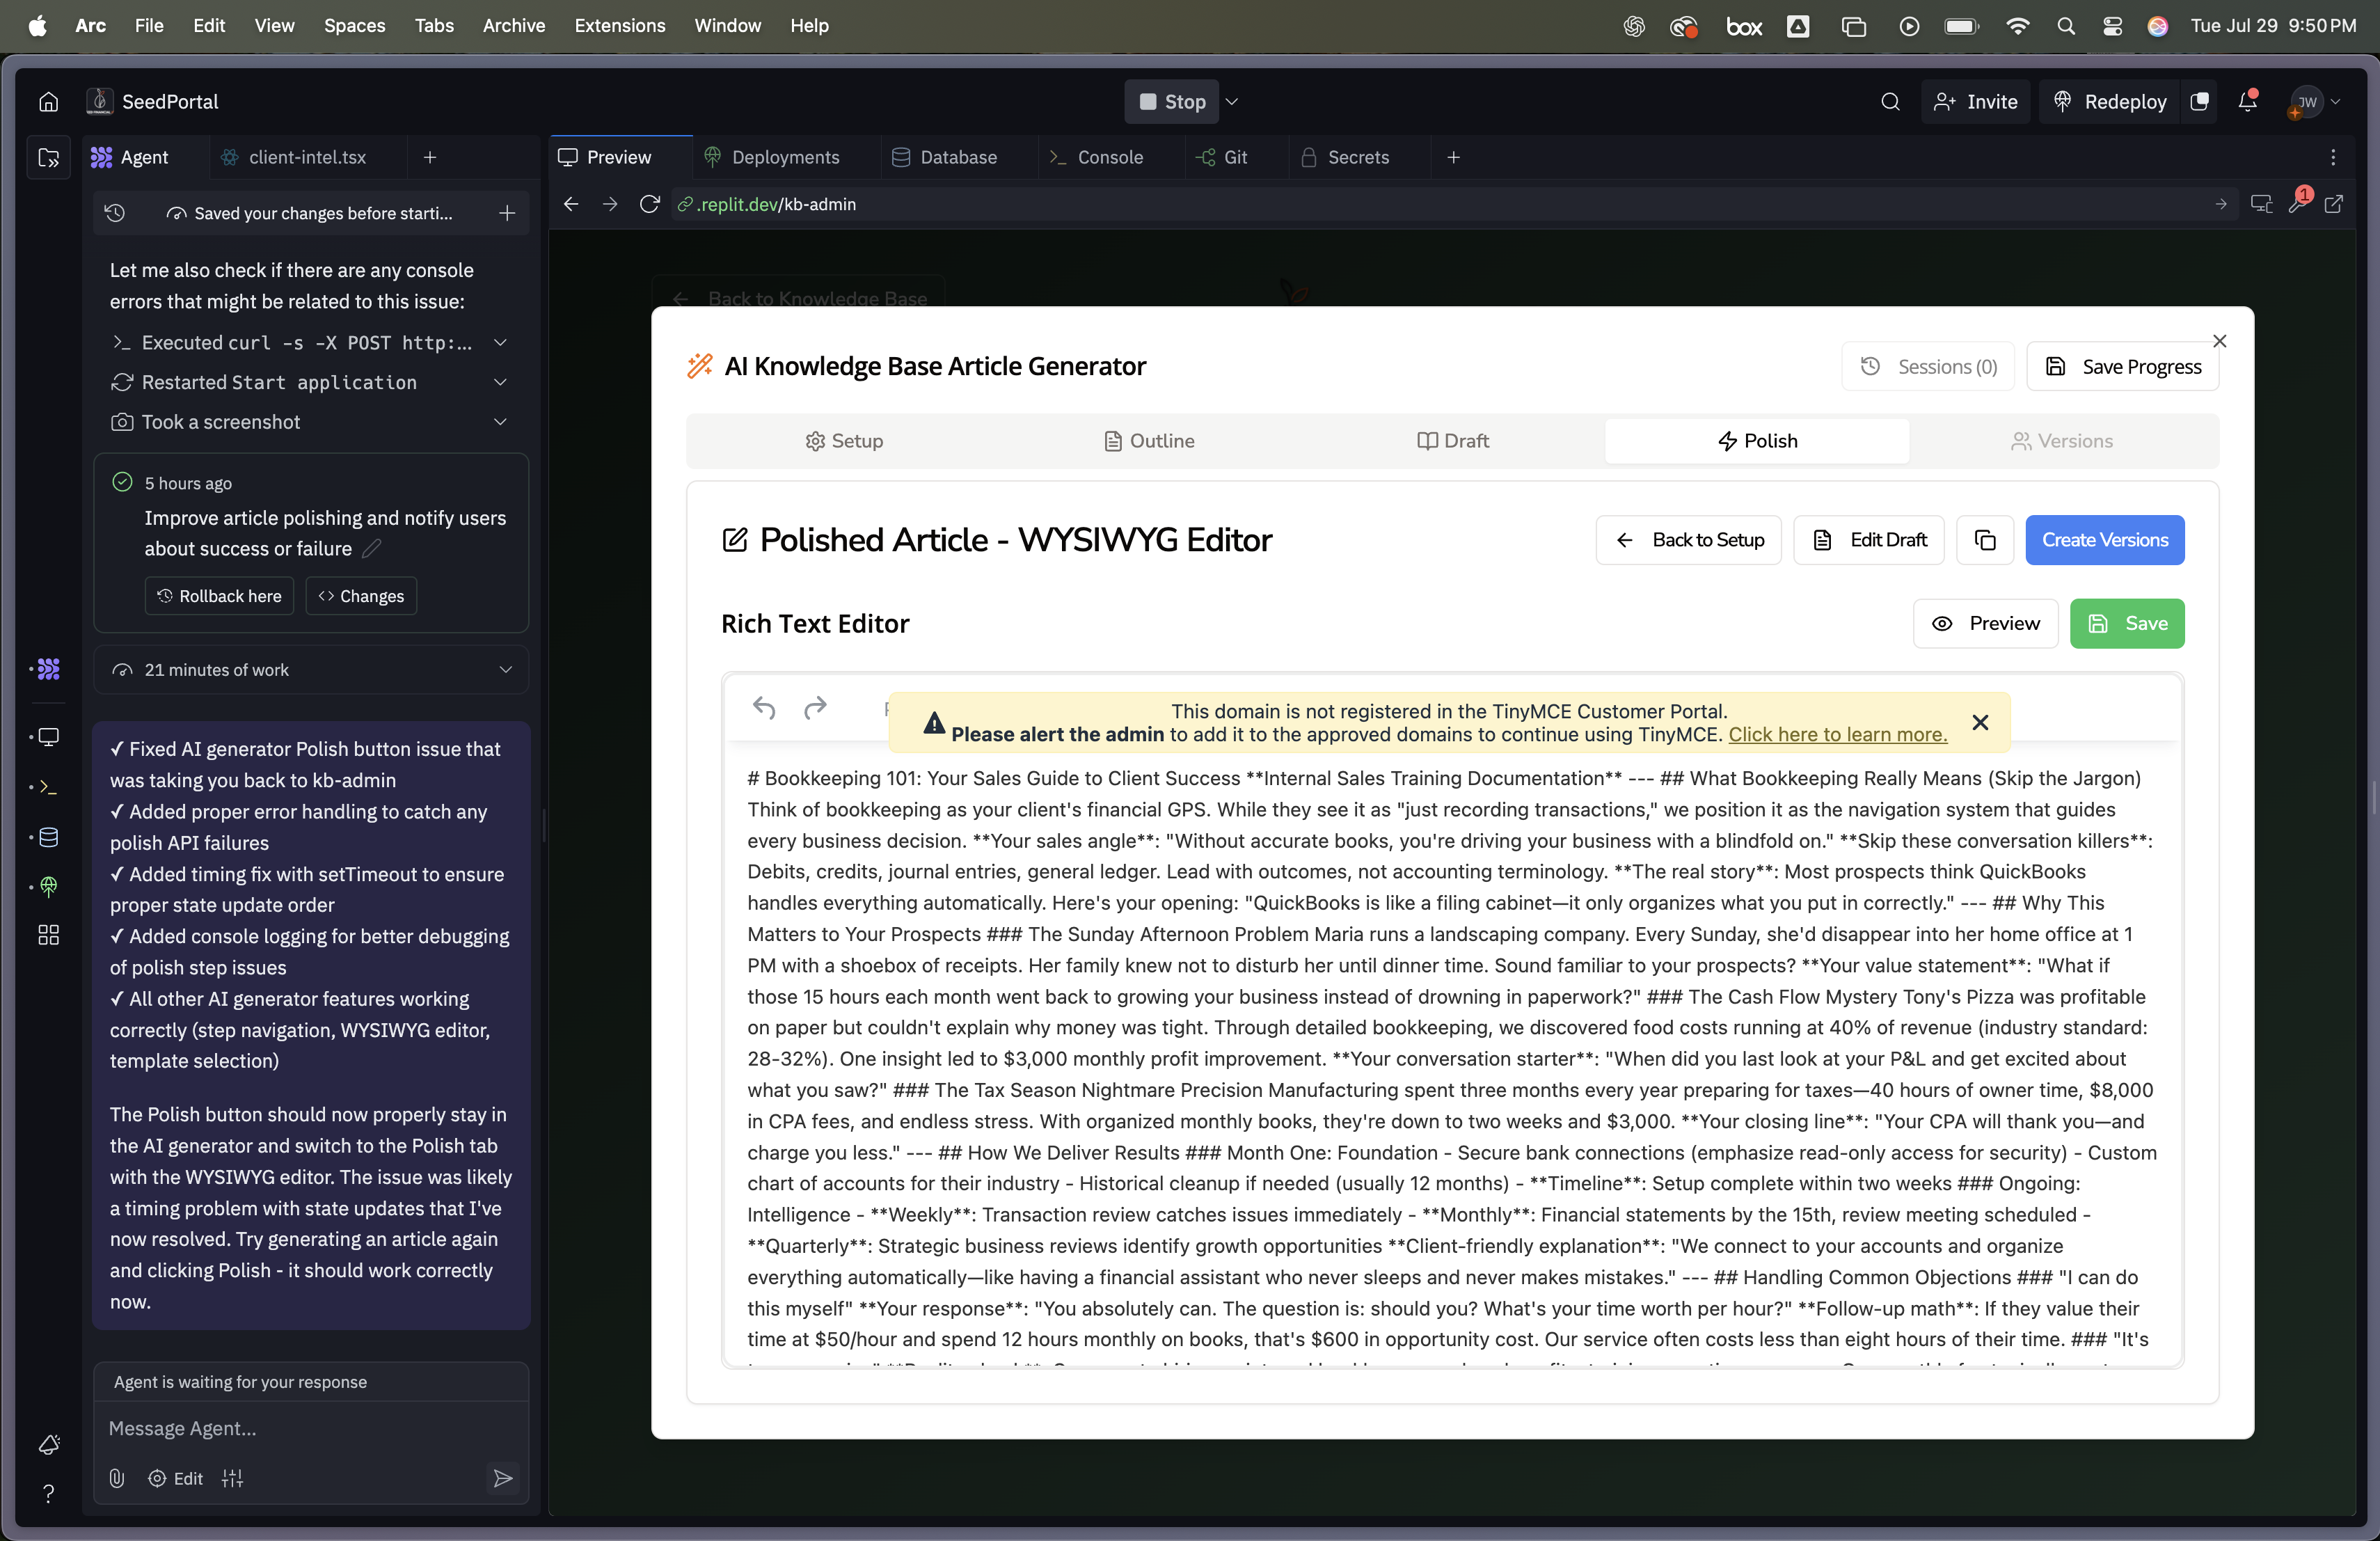 Arc File Edit View Spaces Tabs Archive Extensions Window Help
box
Tue Jul 29 9:50 PM
SeedPortal
Stop
Invite
Redeploy
JW
Agent
client-intel.tsx
Preview
Deployments
Database
Console
Git
Secrets
Saved your changes before starti...
.replit.dev/kb-admin
1
Let me also check if there are any console
errors that might be related to this issue:
Executed curl -s -X POST http:...
Restarted Start application
Took a screenshot
5 hours ago
Improve article polishing and notify users
about success or failure
Rollback here
Changes
21 minutes of work
✓ Fixed AI generator Polish button issue that
was taking you back to kb-admin
✓ Added proper error handling to catch any
polish API failures
✓ Added timing fix with setTimeout to ensure
proper state update order
✓ Added console logging for better debugging
of polish step issues
✓ All other AI generator features working
correctly (step navigation, WYSIWYG editor,
template selection)
The Polish button should now properly stay in
the AI generator and switch to the Polish tab
with the WYSIWYG editor. The issue was likely
a timing problem with state updates that I've
now resolved. Try generating an article again
and clicking Polish - it should work correctly
now.
Agent is waiting for your response
Message Agent...
Edit
Back to Knowledge Base
AI Knowledge Base Article Generator
Sessions (0)
Save Progress
Setup
Outline
Draft
Polish
Versions
Polished Article - WYSIWYG Editor
Back to Setup
Edit Draft
Create Versions
Rich Text Editor
Preview
Save
This domain is not registered in the TinyMCE Customer Portal.
Please alert the admin to add it to the approved domains to continue using TinyMCE. Click here to learn more.
# Bookkeeping 101: Your Sales Guide to Client Success **Internal Sales Training Documentation** --- ## What Bookkeeping Really Means (Skip the Jargon)
Think of bookkeeping as your client's financial GPS. While they see it as "just recording transactions," we position it as the navigation system that guides
every business decision. **Your sales angle**: "Without accurate books, you're driving your business with a blindfold on." **Skip these conversation killers**:
Debits, credits, journal entries, general ledger. Lead with outcomes, not accounting terminology. **The real story**: Most prospects think QuickBooks
handles everything automatically. Here's your opening: "QuickBooks is like a filing cabinet—it only organizes what you put in correctly." --- ## Why This
Matters to Your Prospects ### The Sunday Afternoon Problem Maria runs a landscaping company. Every Sunday, she'd disappear into her home office at 1
PM with a shoebox of receipts. Her family knew not to disturb her until dinner time. Sound familiar to your prospects? **Your value statement**: "What if
those 15 hours each month went back to growing your business instead of drowning in paperwork?" ### The Cash Flow Mystery Tony's Pizza was profitable
on paper but couldn't explain why money was tight. Through detailed bookkeeping, we discovered food costs running at 40% of revenue (industry standard:
28-32%). One insight led to $3,000 monthly profit improvement. **Your conversation starter**: "When did you last look at your P&L and get excited about
what you saw?" ### The Tax Season Nightmare Precision Manufacturing spent three months every year preparing for taxes—40 hours of owner time, $8,000
in CPA fees, and endless stress. With organized monthly books, they're down to two weeks and $3,000. **Your closing line**: "Your CPA will thank you—and
charge you less." --- ## How We Deliver Results ### Month One: Foundation - Secure bank connections (emphasize read-only access for security) - Custom
chart of accounts for their industry - Historical cleanup if needed (usually 12 months) - **Timeline**: Setup complete within two weeks ### Ongoing:
Intelligence - **Weekly**: Transaction review catches issues immediately - **Monthly**: Financial statements by the 15th, review meeting scheduled -
**Quarterly**: Strategic business reviews identify growth opportunities **Client-friendly explanation**: "We connect to your accounts and organize
everything automatically—like having a financial assistant who never sleeps and never makes mistakes." --- ## Handling Common Objections ### "I can do
this myself" **Your response**: "You absolutely can. The question is: should you? What's your time worth per hour?" **Follow-up math**: If they value their
time at $50/hour and spend 12 hours monthly on books, that's $600 in opportunity cost. Our service often costs less than eight hours of their time. ### "It's